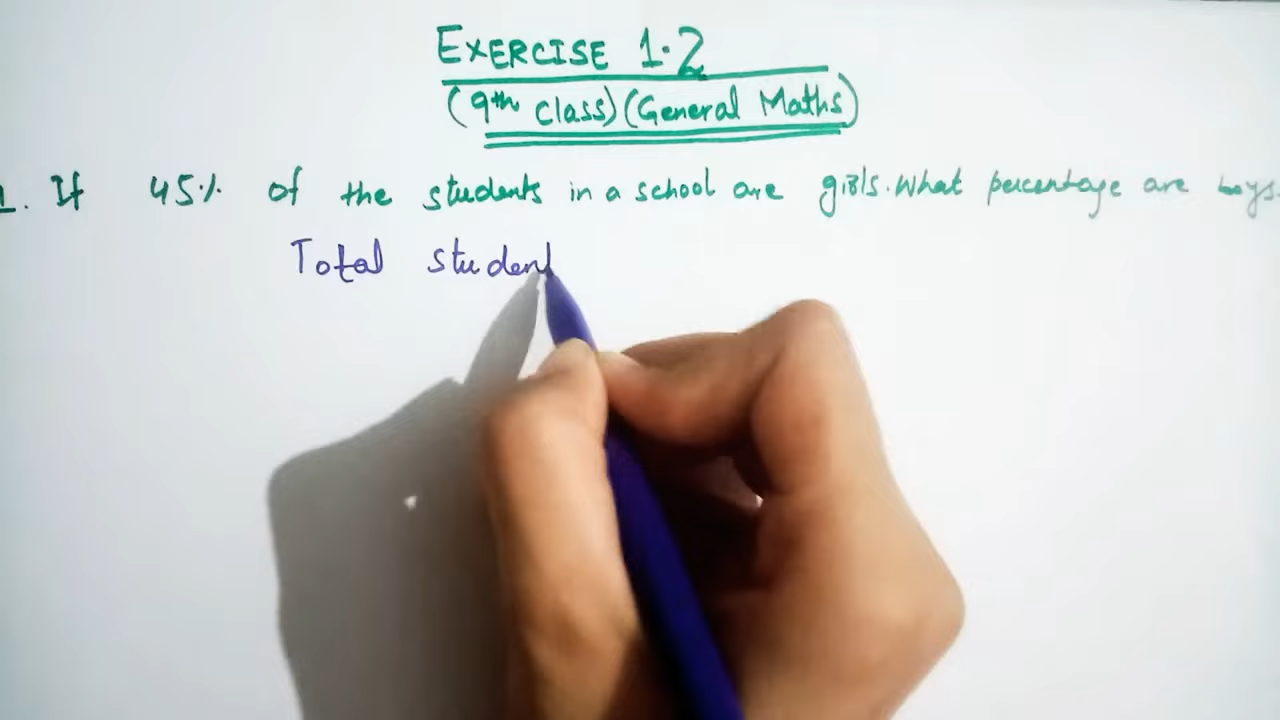 EXERCISE 1.2
(9th class) (General Maths)
1. If 45% of the students in a school are girls. What percentage are boys.
Total student